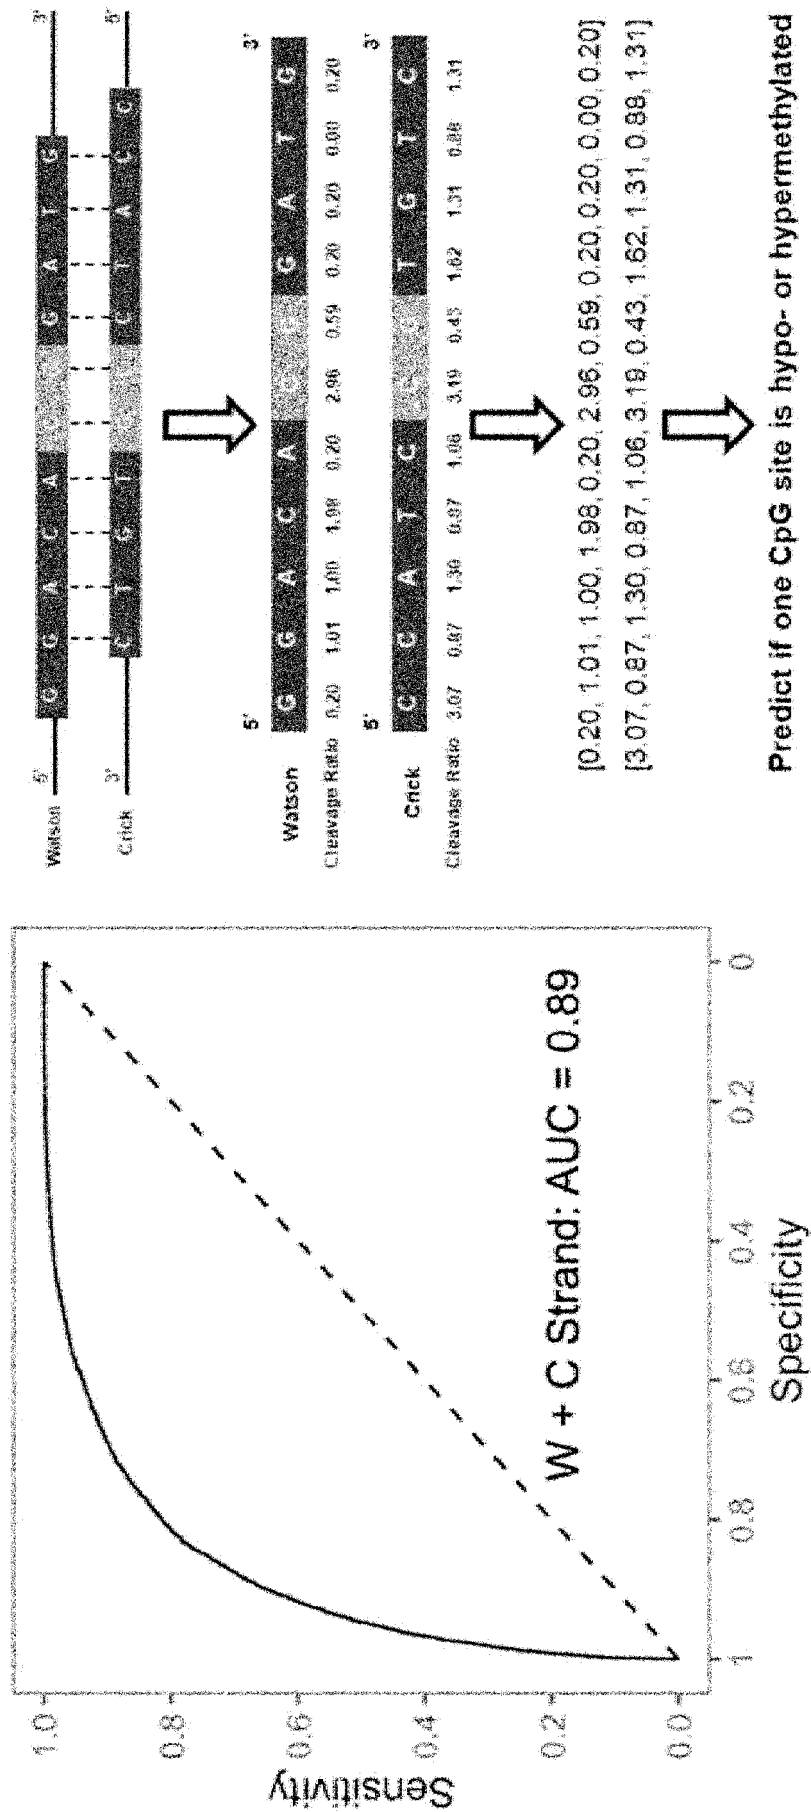 1.0
0.8
0.6
0.4
0.2
0.0
Sensitivity
W + C Strand: AUC = 0.89
1 0.8 0.6 0.4 0.2 0
Specificity
Watson 5' G G A C A G A T G 3'
Crick 3' C T G T C T A C C 5'
5' 3'
Watson G G A C A C G G A T G
Cleavage Ratio 0.20 1.01 1.00 1.98 0.20 2.96 0.59 0.20 0.20 0.00 0.20
5' 3'
Crick C C A T C C G T G T C
Cleavage Ratio 3.07 0.87 1.30 0.87 1.06 3.19 0.43 1.62 1.31 0.88 1.31
[0.20, 1.01, 1.00, 1.98, 0.20, 2.96, 0.59, 0.20, 0.20, 0.00, 0.20]
[3.07, 0.87, 1.30, 0.87, 1.06, 3.19, 0.43, 1.62, 1.31, 0.88, 1.31]
Predict if one CpG site is hypo- or hypermethylated